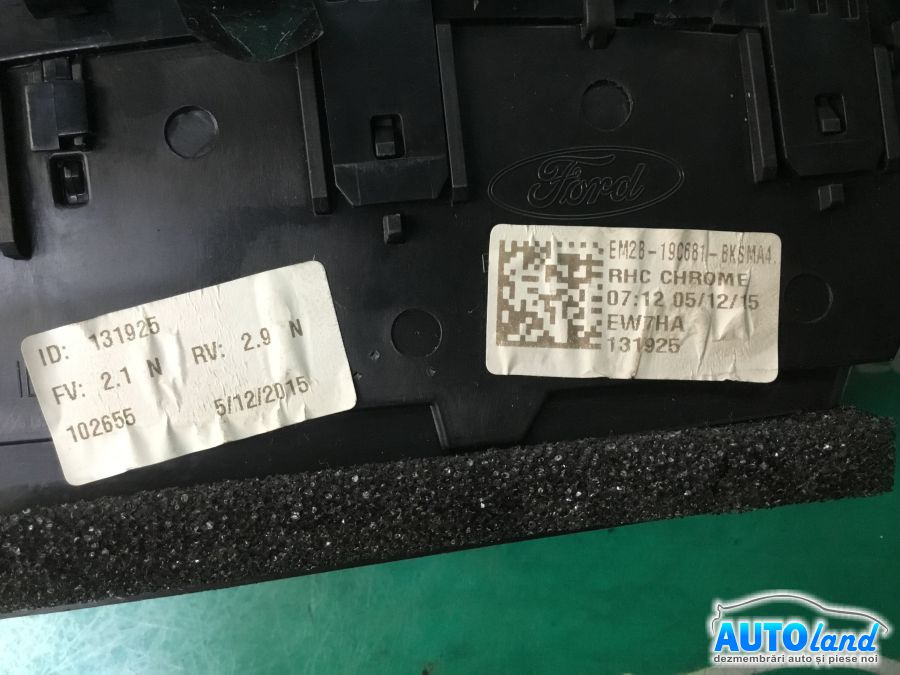 Ford
EM2B-19C681-BKSMA4.
RHC CHROME
07:12 05/12/15
EW7HA
131925
ID: 131925
FV: 2.1 N RV: 2.9 N
102655 5/12/2015
AUTOland
dezmembrări auto și piese noi